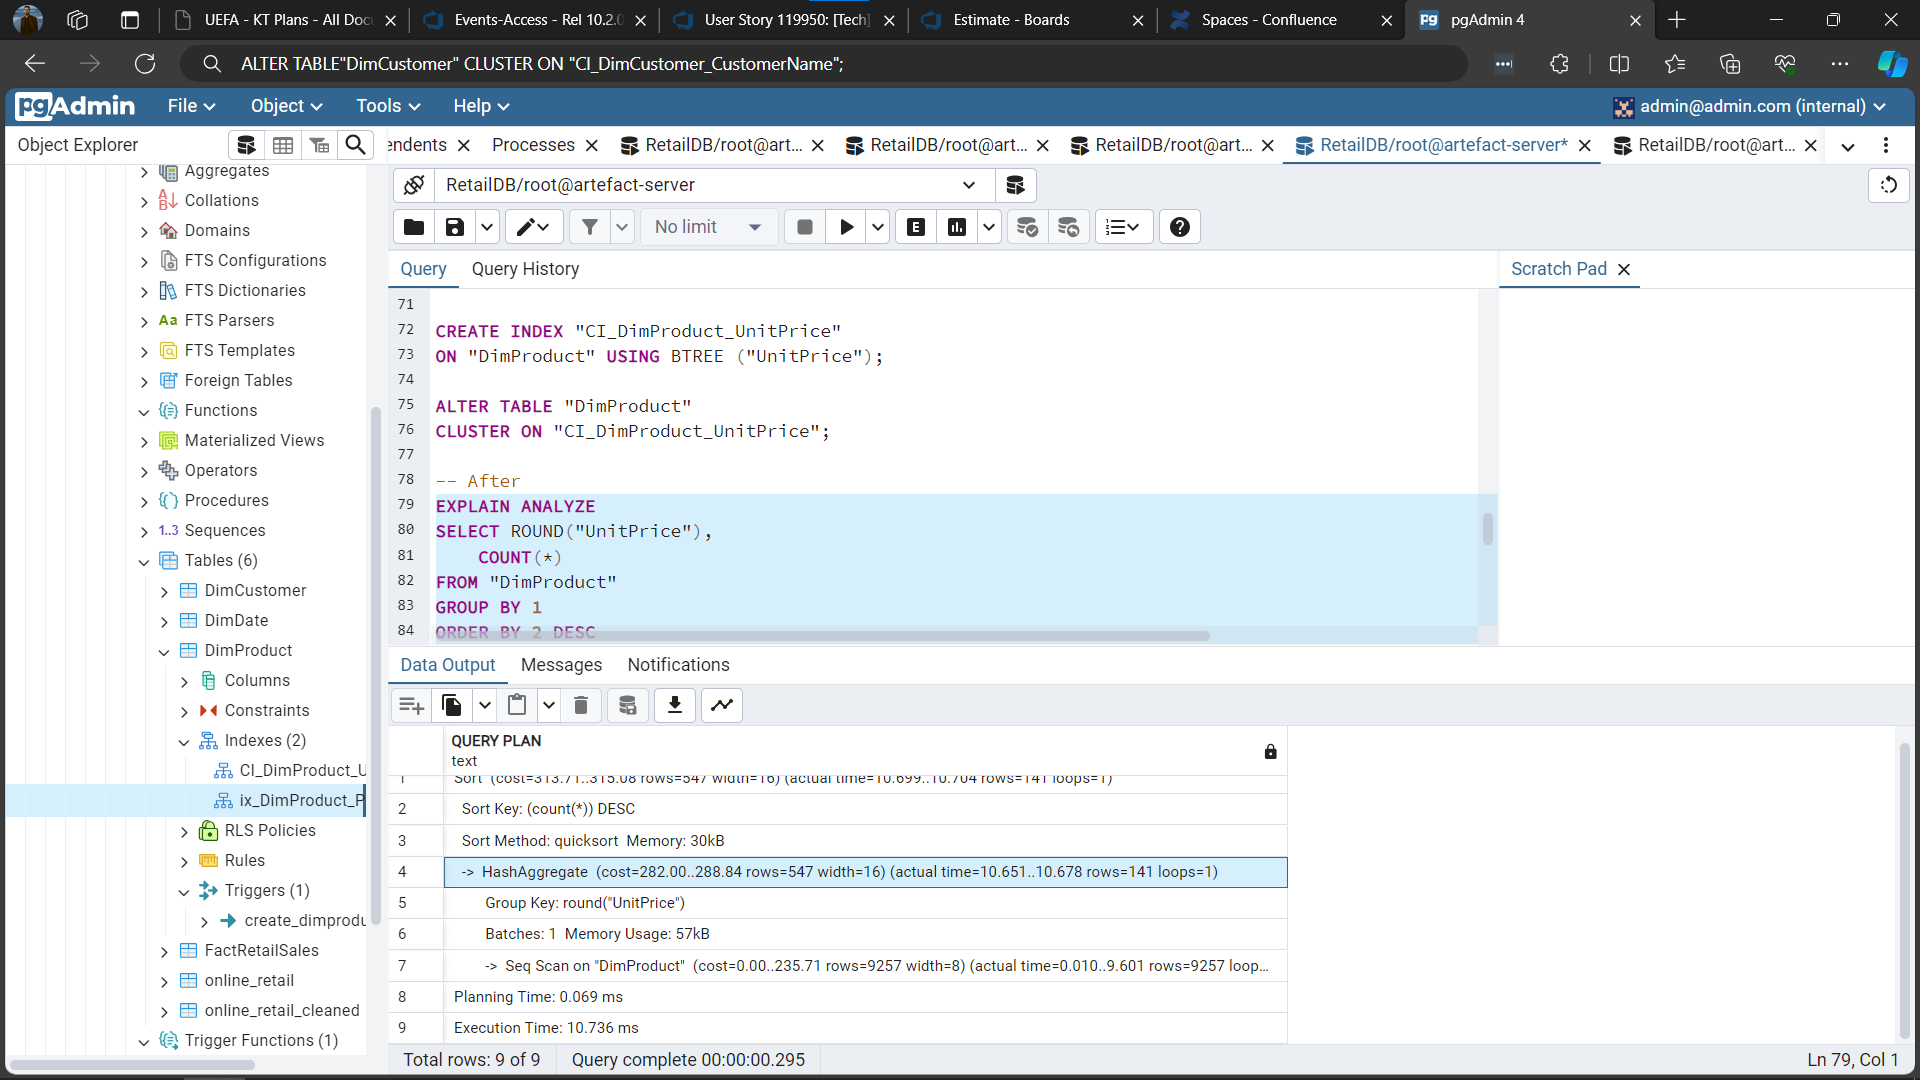 UEFA - KT Plans - All Doc
Events-Access - Rel 10.2.0
User Story 119950: [Tech]
Estimate - Boards
Spaces - Confluence
pgAdmin 4
ALTER TABLE"DimCustomer" CLUSTER ON "CI_DimCustomer_CustomerName";
pgAdmin
File
Object
Tools
Help
admin@admin.com (internal)
Object Explorer
endents
Processes
RetailDB/root@art...
RetailDB/root@art...
RetailDB/root@art...
RetailDB/root@artefact-server*
RetailDB/root@art...
Aggregates
Collations
Domains
FTS Configurations
FTS Dictionaries
Aa FTS Parsers
FTS Templates
Foreign Tables
Functions
Materialized Views
Operators
Procedures
1..3 Sequences
Tables (6)
DimCustomer
DimDate
DimProduct
Columns
Constraints
Indexes (2)
CI_DimProduct_U
ix_DimProduct_P
RLS Policies
Rules
Triggers (1)
create_dimprodu
FactRetailSales
online_retail
online_retail_cleaned
Trigger Functions (1)
RetailDB/root@artefact-server
No limit
E
Query
Query History
Scratch Pad
71
72 CREATE INDEX "CI_DimProduct_UnitPrice"
73 ON "DimProduct" USING BTREE ("UnitPrice");
74
75 ALTER TABLE "DimProduct"
76 CLUSTER ON "CI_DimProduct_UnitPrice";
77
78 -- After
79 EXPLAIN ANALYZE
80 SELECT ROUND("UnitPrice"),
81 COUNT(*)
82 FROM "DimProduct"
83 GROUP BY 1
84 ORDER BY 2 DESC
Data Output
Messages
Notifications
QUERY PLAN
text
1 Sort (cost=313.71..315.08 rows=547 width=16) (actual time=10.699..10.704 rows=141 loops=1)
2 Sort Key: (count(*)) DESC
3 Sort Method: quicksort Memory: 30kB
4 -> HashAggregate (cost=282.00..288.84 rows=547 width=16) (actual time=10.651..10.678 rows=141 loops=1)
5 Group Key: round("UnitPrice")
6 Batches: 1 Memory Usage: 57kB
7 -> Seq Scan on "DimProduct" (cost=0.00..235.71 rows=9257 width=8) (actual time=0.010..9.601 rows=9257 loop...
8 Planning Time: 0.069 ms
9 Execution Time: 10.736 ms
Total rows: 9 of 9
Query complete 00:00:00.295
Ln 79, Col 1